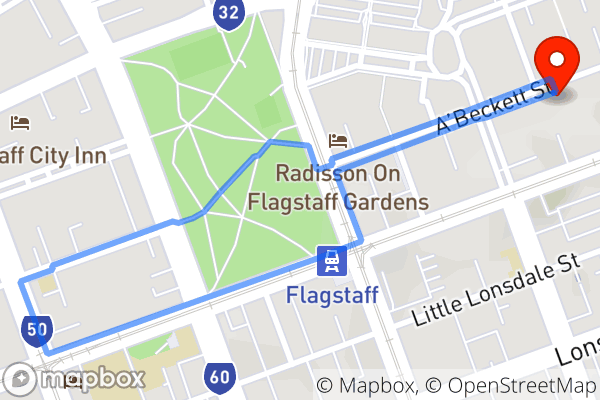 32
A'Beckett St
aff City Inn
Radisson On
Flagstaff Gardens
Flagstaff
Little Lonsdale St
50
60
Lons
mapbox
© Mapbox, © OpenStreetMap